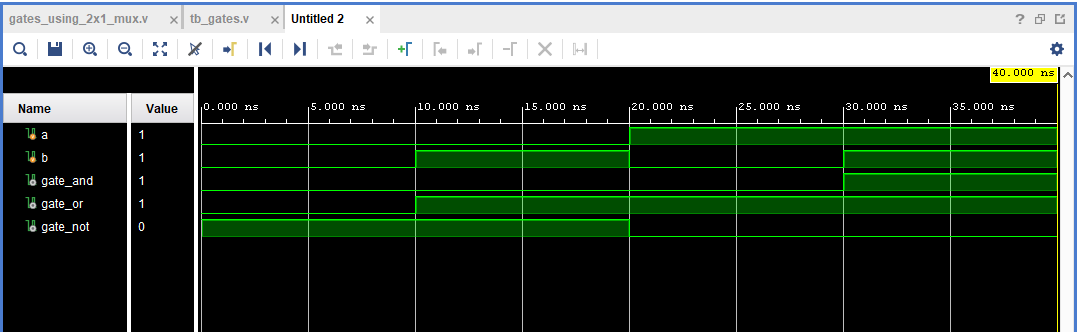 gates_using_2x1_mux.v × tb_gates.v × Untitled 2 × ?
40.000 ns
Name Value 0.000 ns 5.000 ns 10.000 ns 15.000 ns 20.000 ns 25.000 ns 30.000 ns 35.000 ns
a 1
b 1
gate_and 1
gate_or 1
gate_not 0